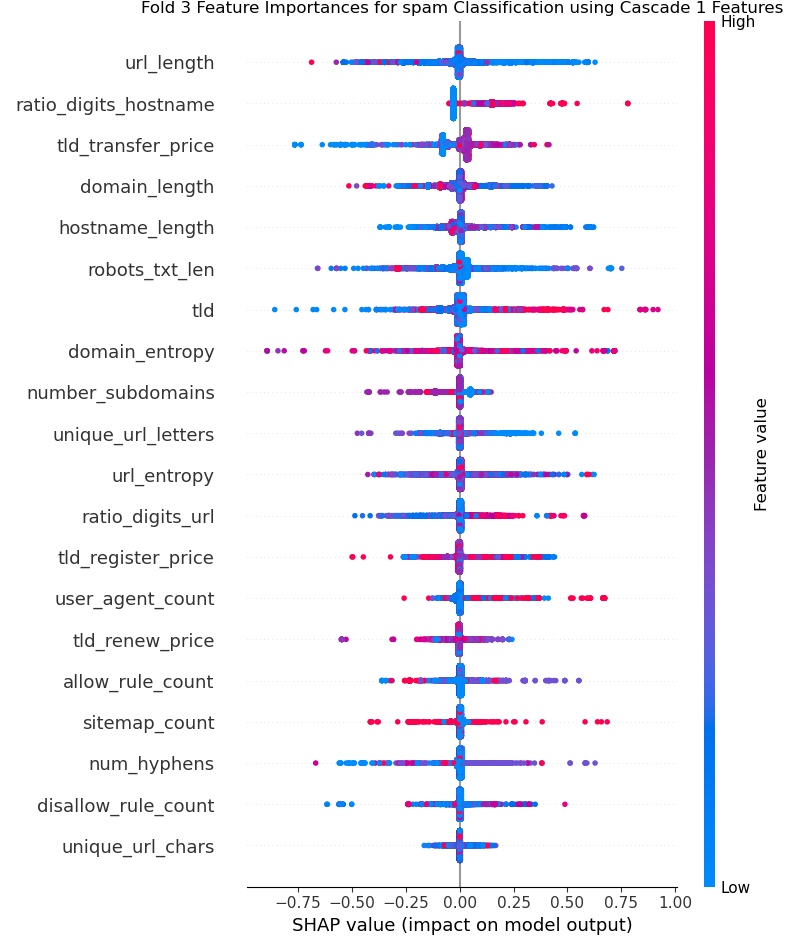 Fold 3 Feature Importances for spam Classification using Cascade 1 Features
High
url_length
ratio_digits_hostname
tld_transfer_price
domain_length
hostname_length
robots_txt_len
tld
domain_entropy
number_subdomains
unique_url_letters
url_entropy
ratio_digits_url
tld_register_price
user_agent_count
tld_renew_price
allow_rule_count
sitemap_count
num_hyphens
disallow_rule_count
unique_url_chars
Feature value
Low
−0.75 −0.50 −0.25 0.00 0.25 0.50 0.75 1.00
SHAP value (impact on model output)